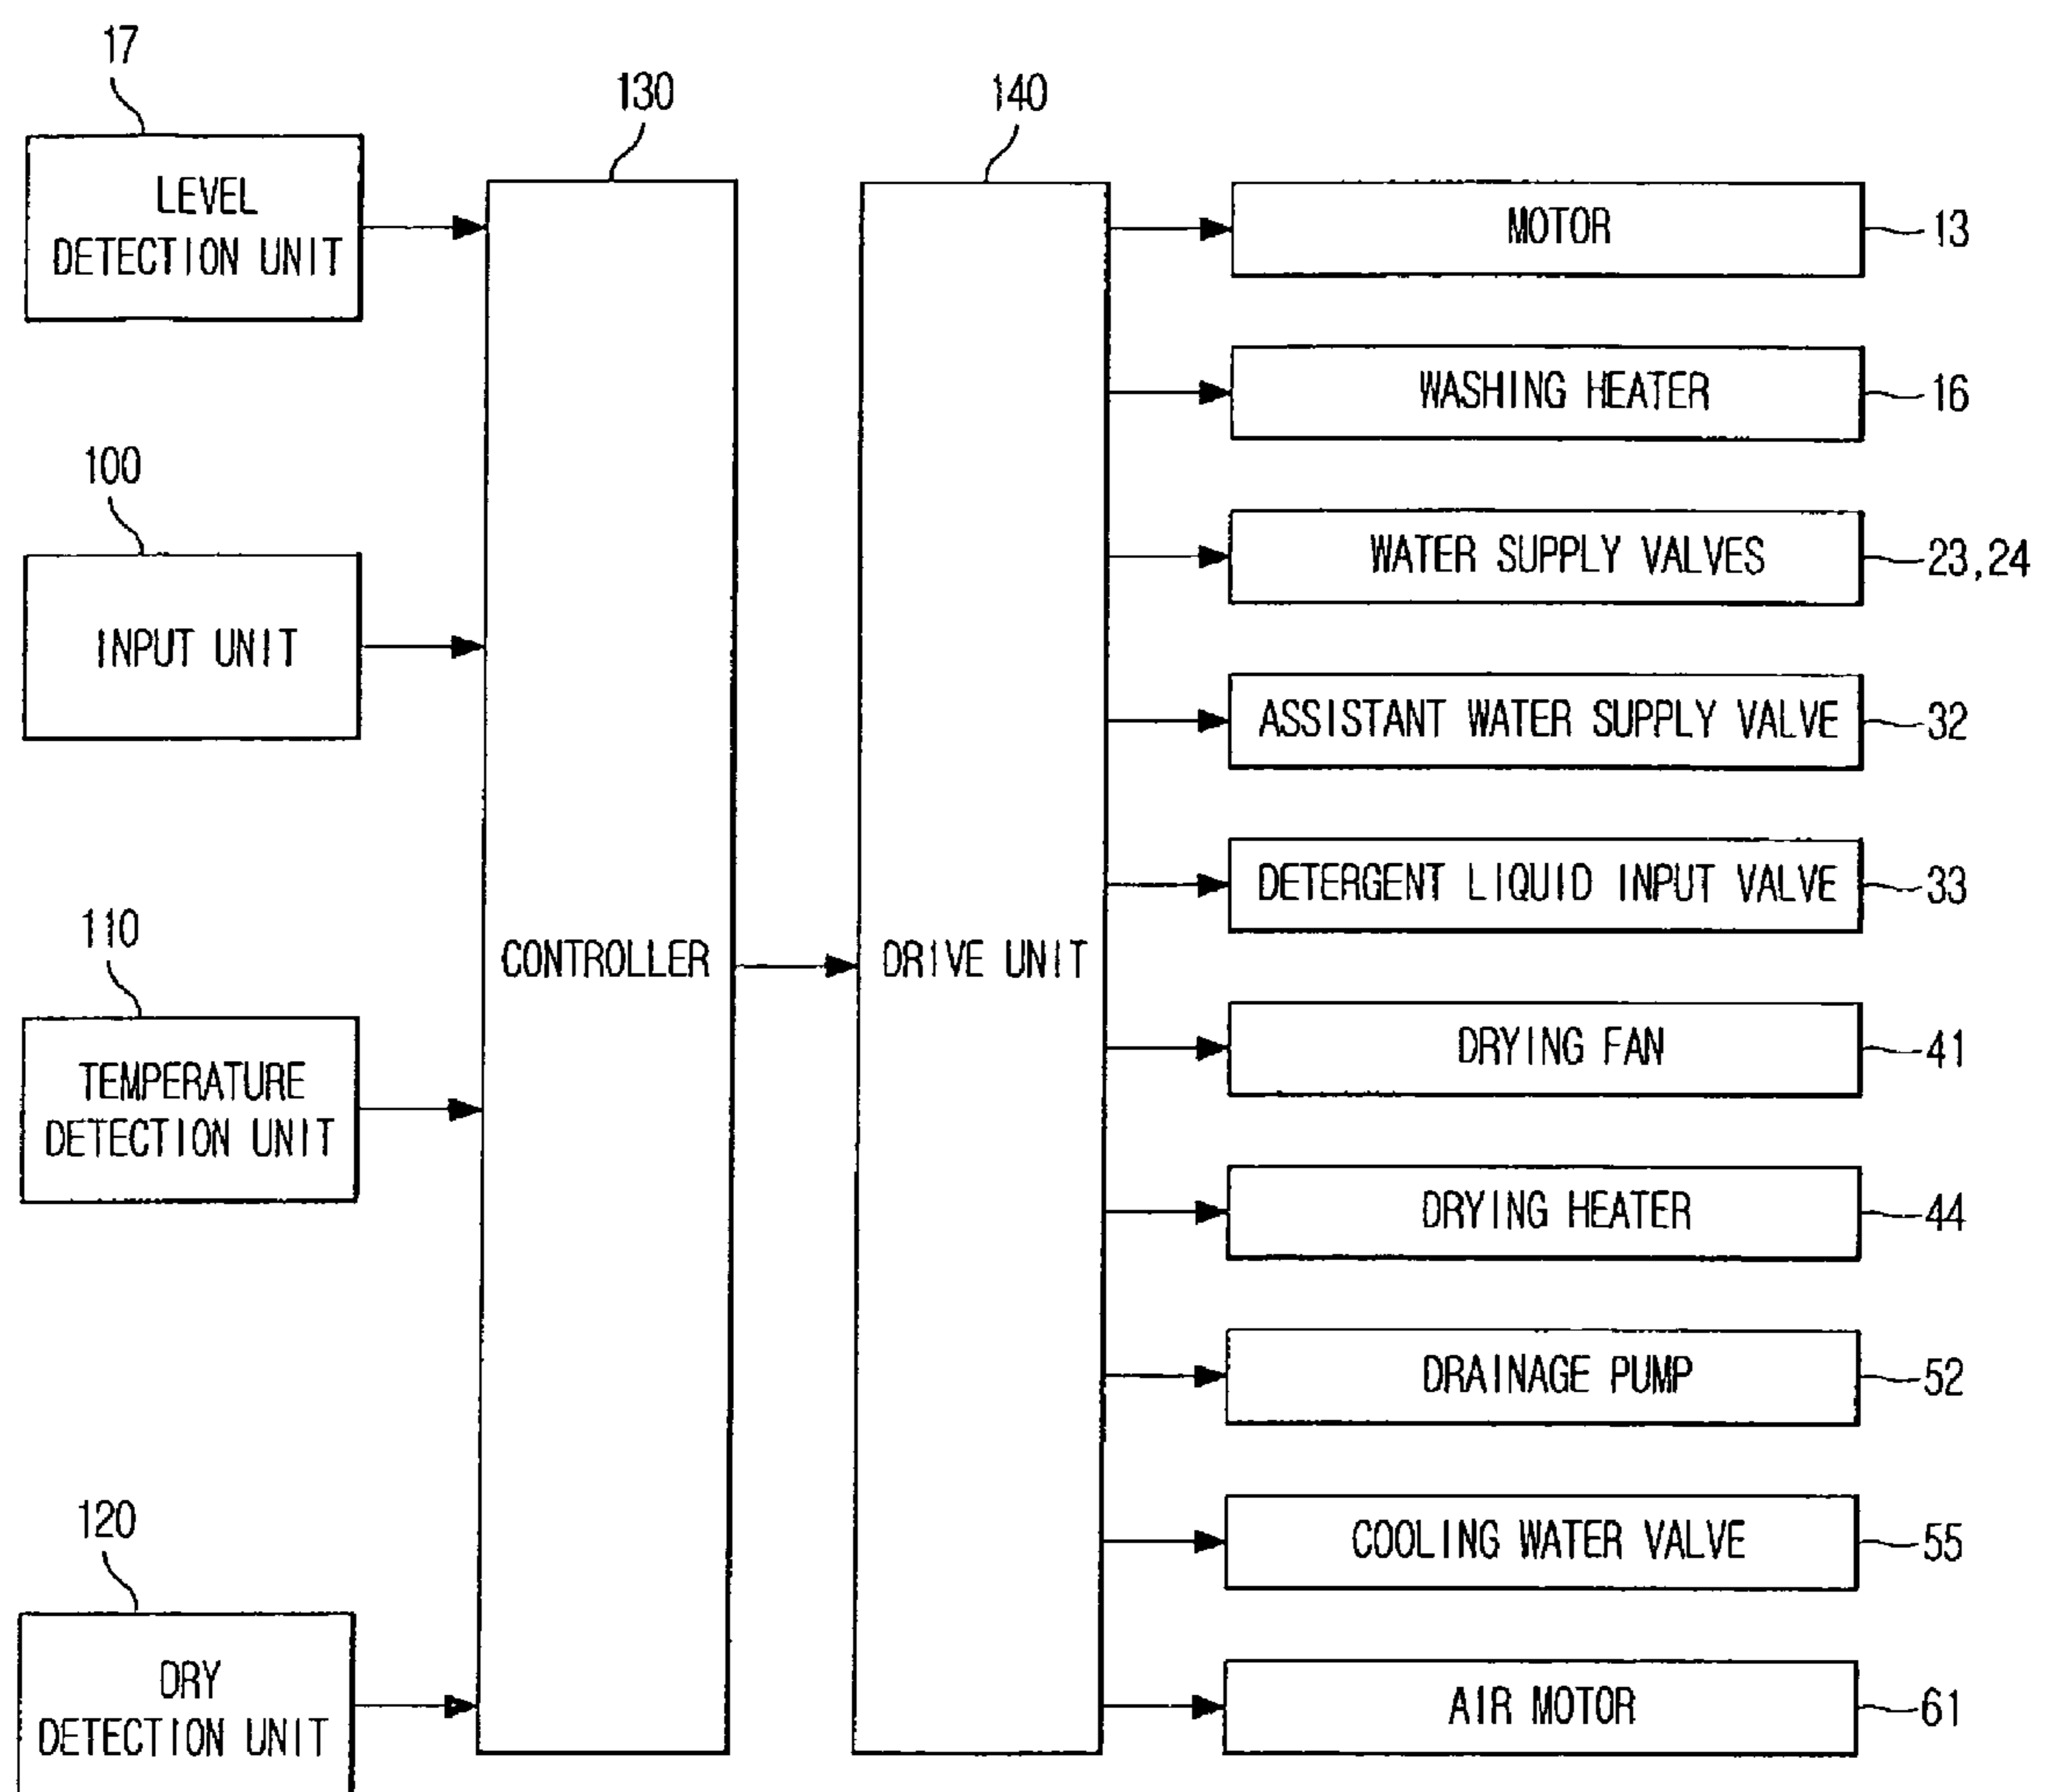 17
LEVEL
DETECTION UNIT
100
INPUT UNIT
110
TEMPERATURE
DETECTION UNIT
120
DRY
DETECTION UNIT
130
CONTROLLER
140
DRIVE UNIT
MOTOR 13
WASHING HEATER 16
WATER SUPPLY VALVES 23,24
ASSISTANT WATER SUPPLY VALVE 32
DETERGENT LIQUID INPUT VALVE 33
DRYING FAN 41
DRYING HEATER 44
DRAINAGE PUMP 52
COOLING WATER VALVE 55
AIR MOTOR 61